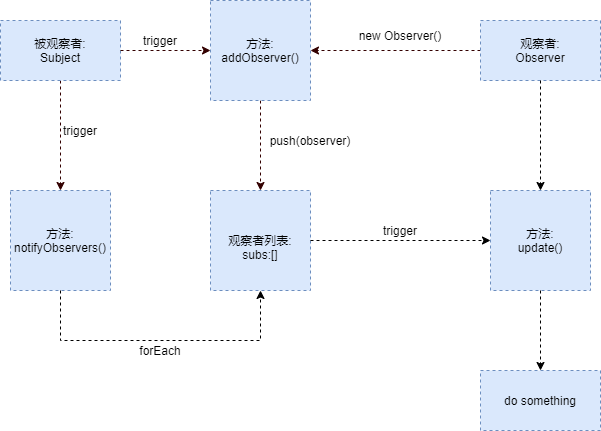 被观察者:
Subject
trigger
方法:
addObserver()
new Observer()
观察者:
Observer
trigger
push(observer)
方法:
notifyObservers()
观察者列表:
subs:[]
trigger
方法:
update()
forEach
do something